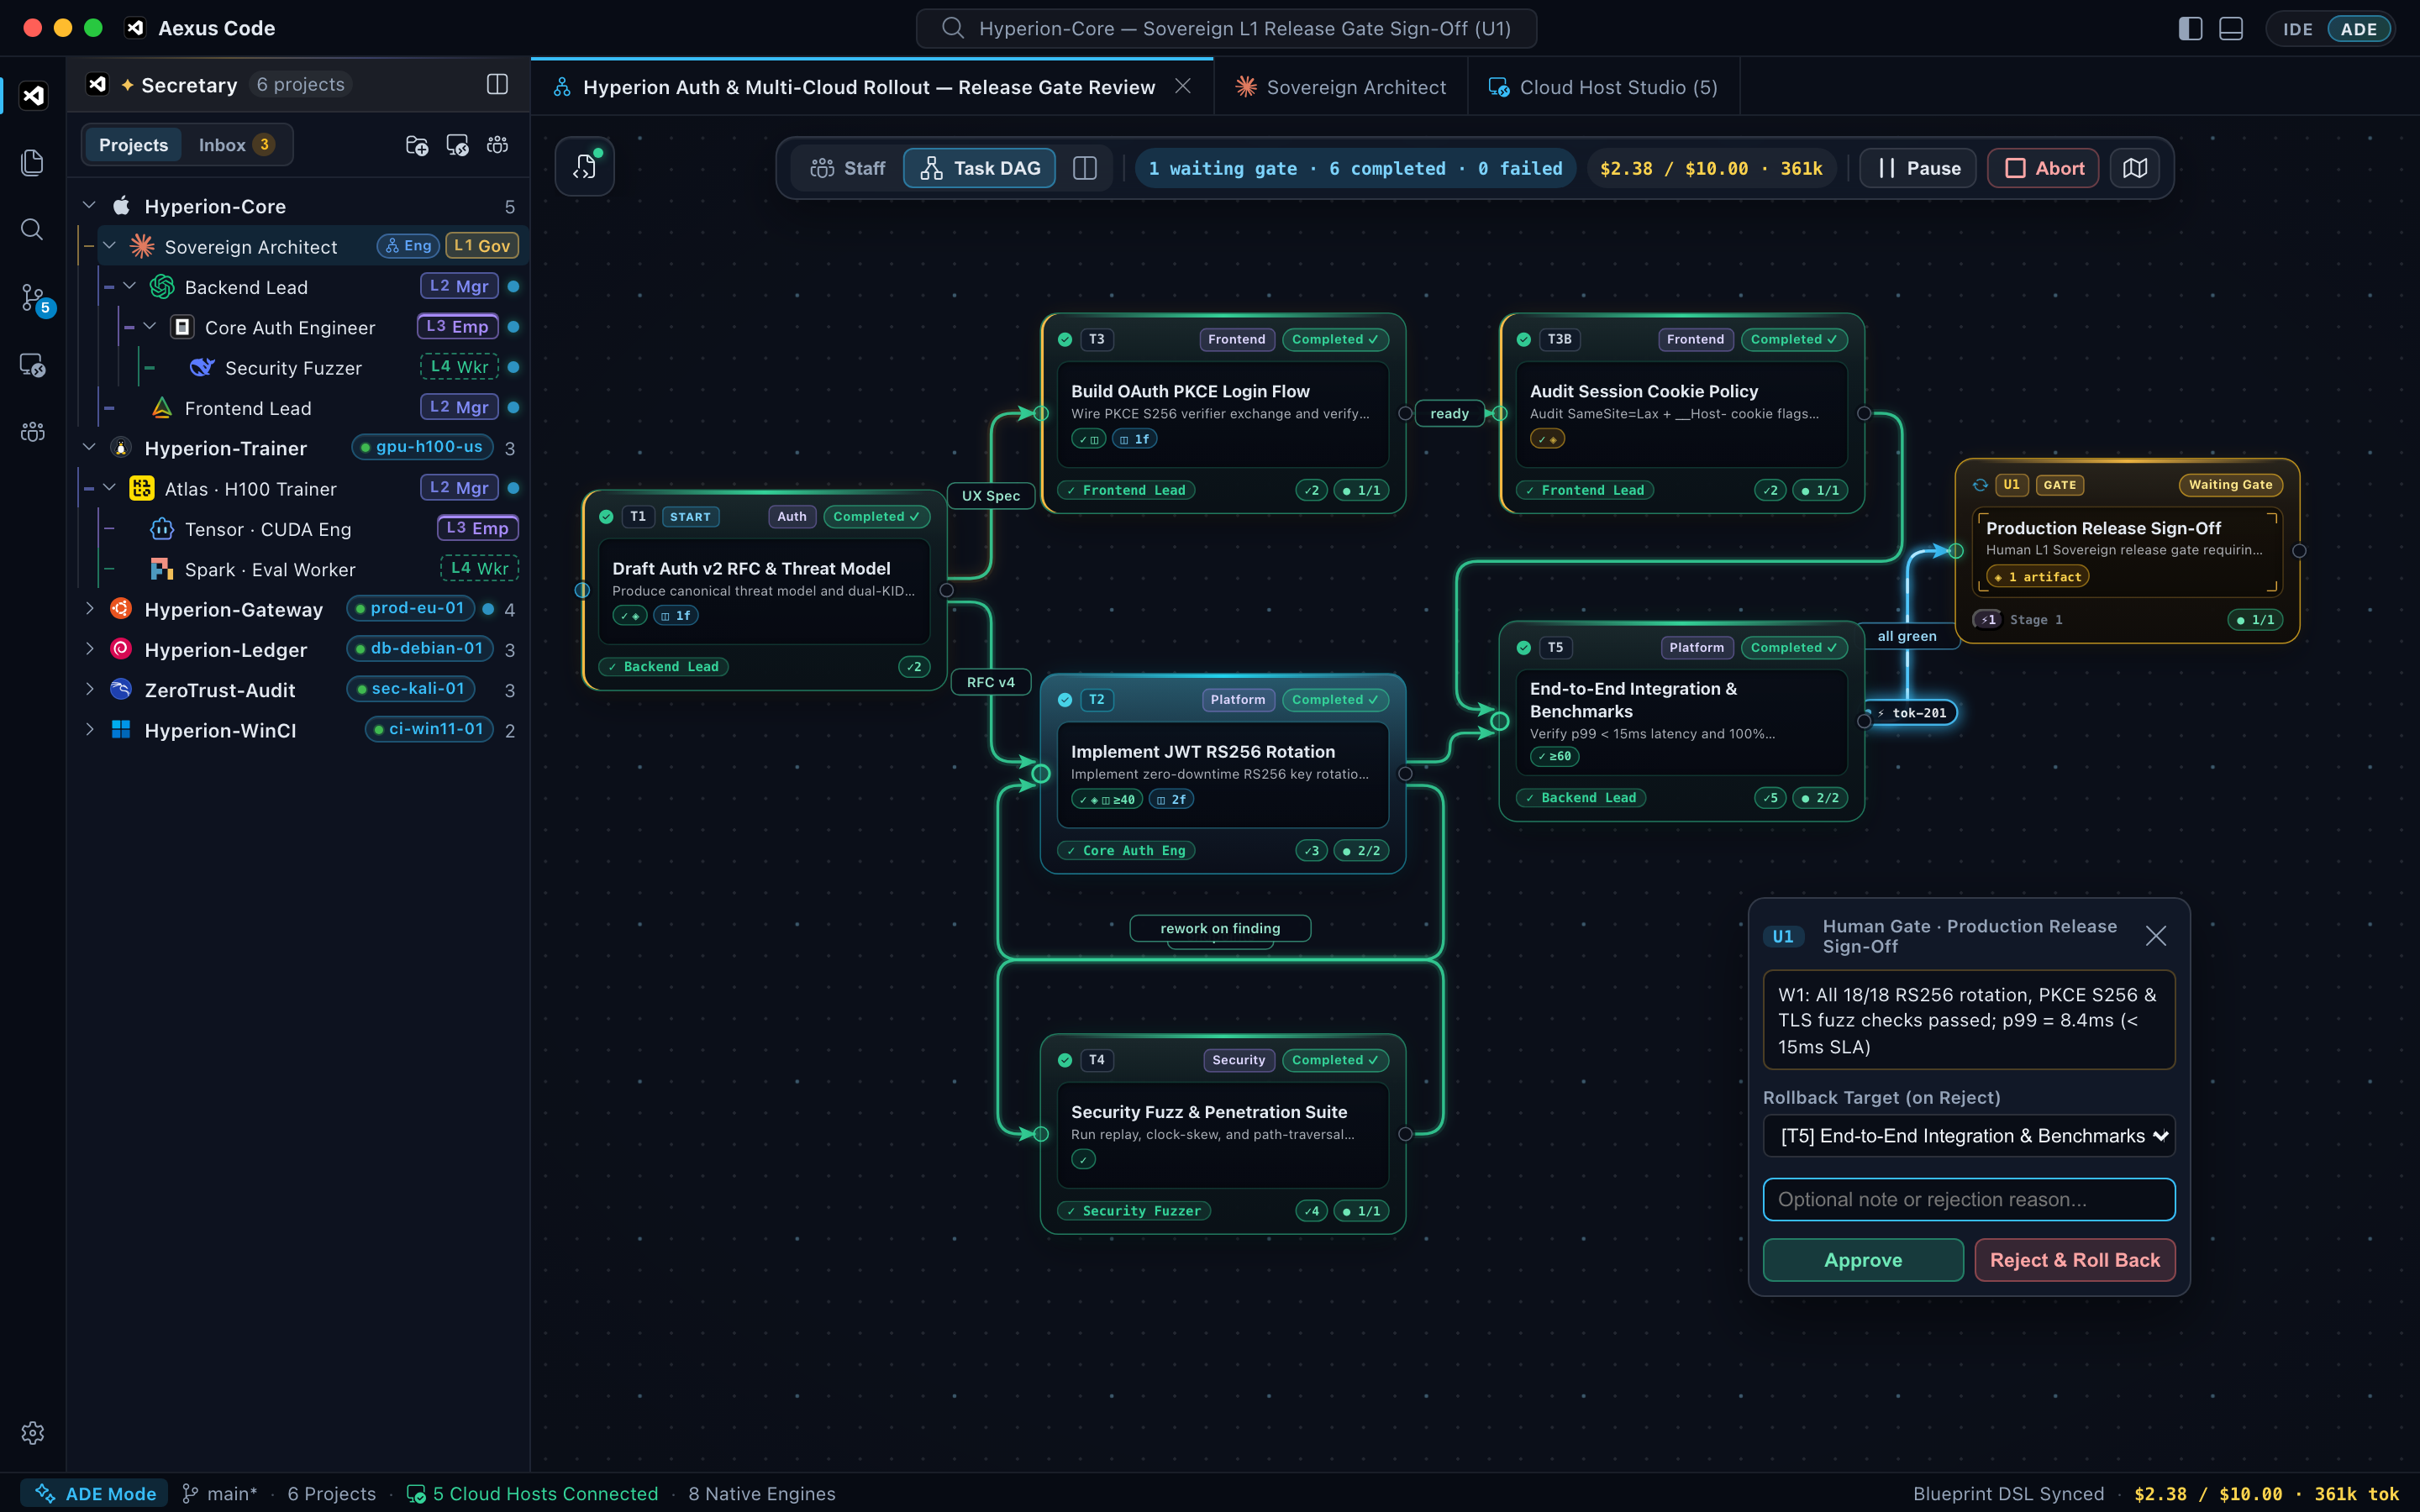 Aexus Code
Hyperion-Core — Sovereign L1 Release Gate Sign-Off (U1)
IDE ADE
Secretary 6 projects
Projects Inbox 3
Hyperion-Core 5
Sovereign Architect Eng L1 Gov
Backend Lead L2 Mgr
Core Auth Engineer L3 Emp
Security Fuzzer L4 Wkr
Frontend Lead L2 Mgr
Hyperion-Trainer gpu-h100-us 3
Atlas · H100 Trainer L2 Mgr
Tensor · CUDA Eng L3 Emp
Spark · Eval Worker L4 Wkr
Hyperion-Gateway prod-eu-01 4
Hyperion-Ledger db-debian-01 3
ZeroTrust-Audit sec-kali-01 3
Hyperion-WinCI ci-win11-01 2
5
Hyperion Auth & Multi-Cloud Rollout — Release Gate Review
Sovereign Architect
Cloud Host Studio (5)
Staff Task DAG
1 waiting gate · 6 completed · 0 failed
$2.38 / $10.00 · 361k
Pause Abort
T1 START Auth Completed ✓
Draft Auth v2 RFC & Threat Model
Produce canonical threat model and dual-KID…
✓ ◈ ◫ 1f
✓ Backend Lead ✓2
UX Spec
RFC v4
T3 Frontend Completed ✓
Build OAuth PKCE Login Flow
Wire PKCE S256 verifier exchange and verify…
✓ ◫ ◫ 1f
✓ Frontend Lead ✓2 ● 1/1
ready
T3B Frontend Completed ✓
Audit Session Cookie Policy
Audit SameSite=Lax + __Host- cookie flags…
✓ ◈
✓ Frontend Lead ✓2 ● 1/1
T2 Platform Completed ✓
Implement JWT RS256 Rotation
Implement zero-downtime RS256 key rotatio…
✓ ◈ ◫ ≥40 ◫ 2f
✓ Core Auth Eng ✓3 ● 2/2
rework on finding
T4 Security Completed ✓
Security Fuzz & Penetration Suite
Run replay, clock-skew, and path-traversal…
✓
✓ Security Fuzzer ✓4 ● 1/1
T5 Platform Completed ✓
End-to-End Integration &
Benchmarks
Verify p99 < 15ms latency and 100%…
✓ ≥60
✓ Backend Lead ✓5 ● 2/2
all green
⚡ tok-201
U1 GATE Waiting Gate
Production Release Sign-Off
Human L1 Sovereign release gate requirin…
◈ 1 artifact
⚡1 Stage 1 ● 1/1
U1 Human Gate · Production Release
Sign-Off
W1: All 18/18 RS256 rotation, PKCE S256 &
TLS fuzz checks passed; p99 = 8.4ms (<
15ms SLA)
Rollback Target (on Reject)
[T5] End-to-End Integration & Benchmarks
Optional note or rejection reason...
Approve Reject & Roll Back
ADE Mode main* · 6 Projects · 5 Cloud Hosts Connected · 8 Native Engines
Blueprint DSL Synced · $2.38 / $10.00 · 361k tok